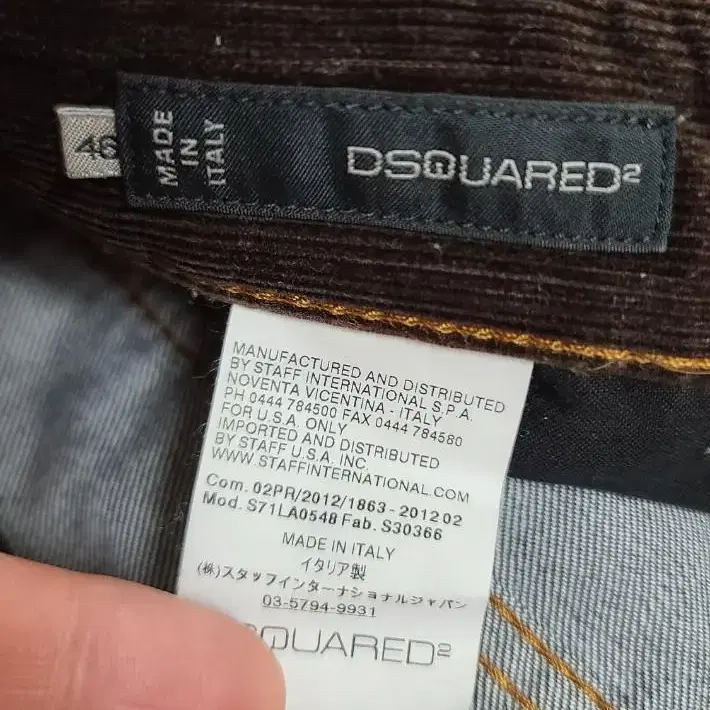 46
MADE
IN
ITALY
DSQUARED²
MANUFACTURED AND DISTRIBUTED
BY STAFF INTERNATIONAL S.P.A.
NOVENTA VICENTINA - ITALY
PH 0444 784500 FAX 0444 784580
FOR U.S.A. ONLY
IMPORTED AND DISTRIBUTED
BY STAFF U.S.A. INC.
WWW.STAFFINTERNATIONAL.COM
Com. 02PR/2012/1863 - 2012 02
Mod. S71LA0548 Fab. S30366
MADE IN ITALY
イタリア製
(株)スタッフインターナショナルジャパン
03-5794-9931
SQUARED²